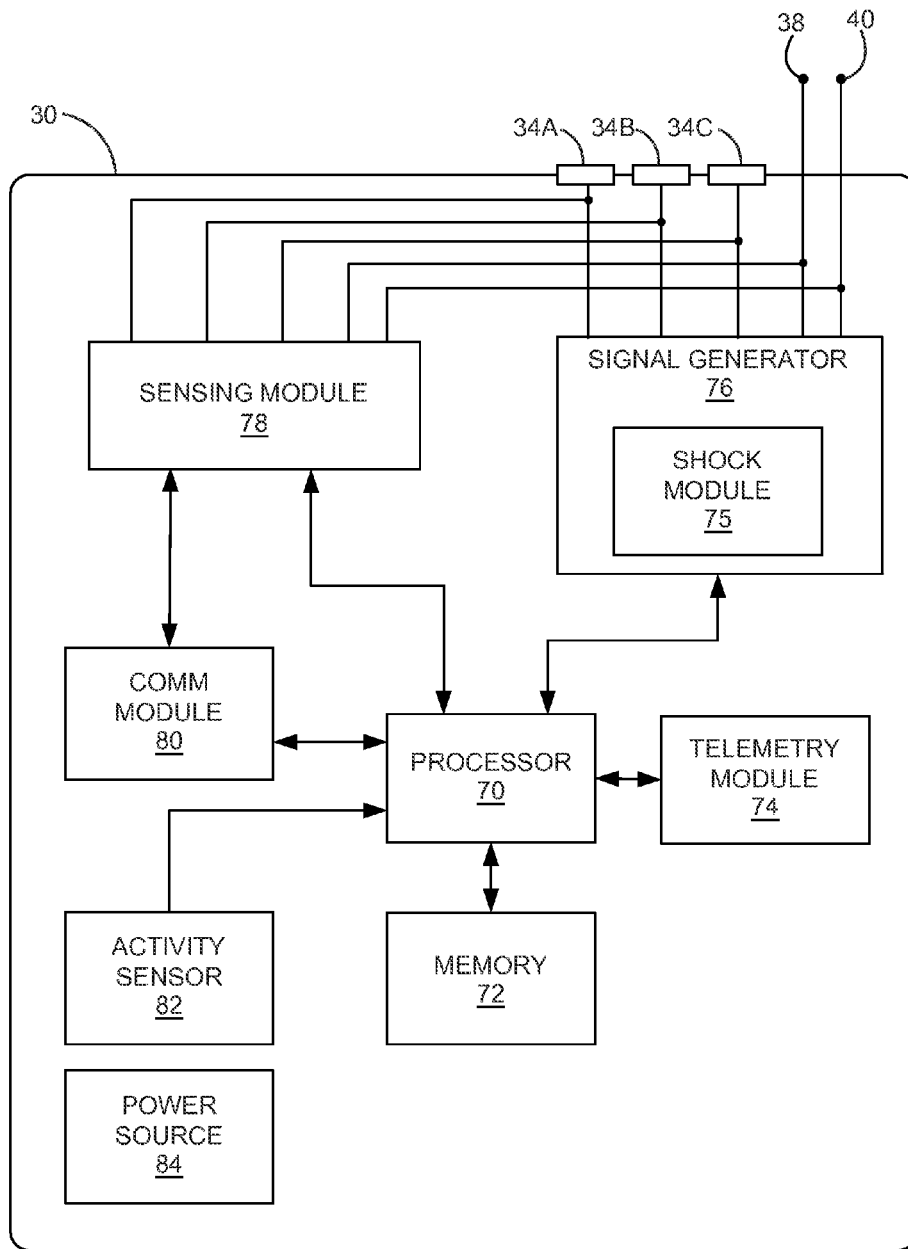 38
40
30
34A
34B
34C
SENSING MODULE
78
SIGNAL GENERATOR
76
SHOCK
MODULE
75
COMM
MODULE
80
PROCESSOR
70
TELEMETRY
MODULE
74
ACTIVITY
SENSOR
82
MEMORY
72
POWER
SOURCE
84